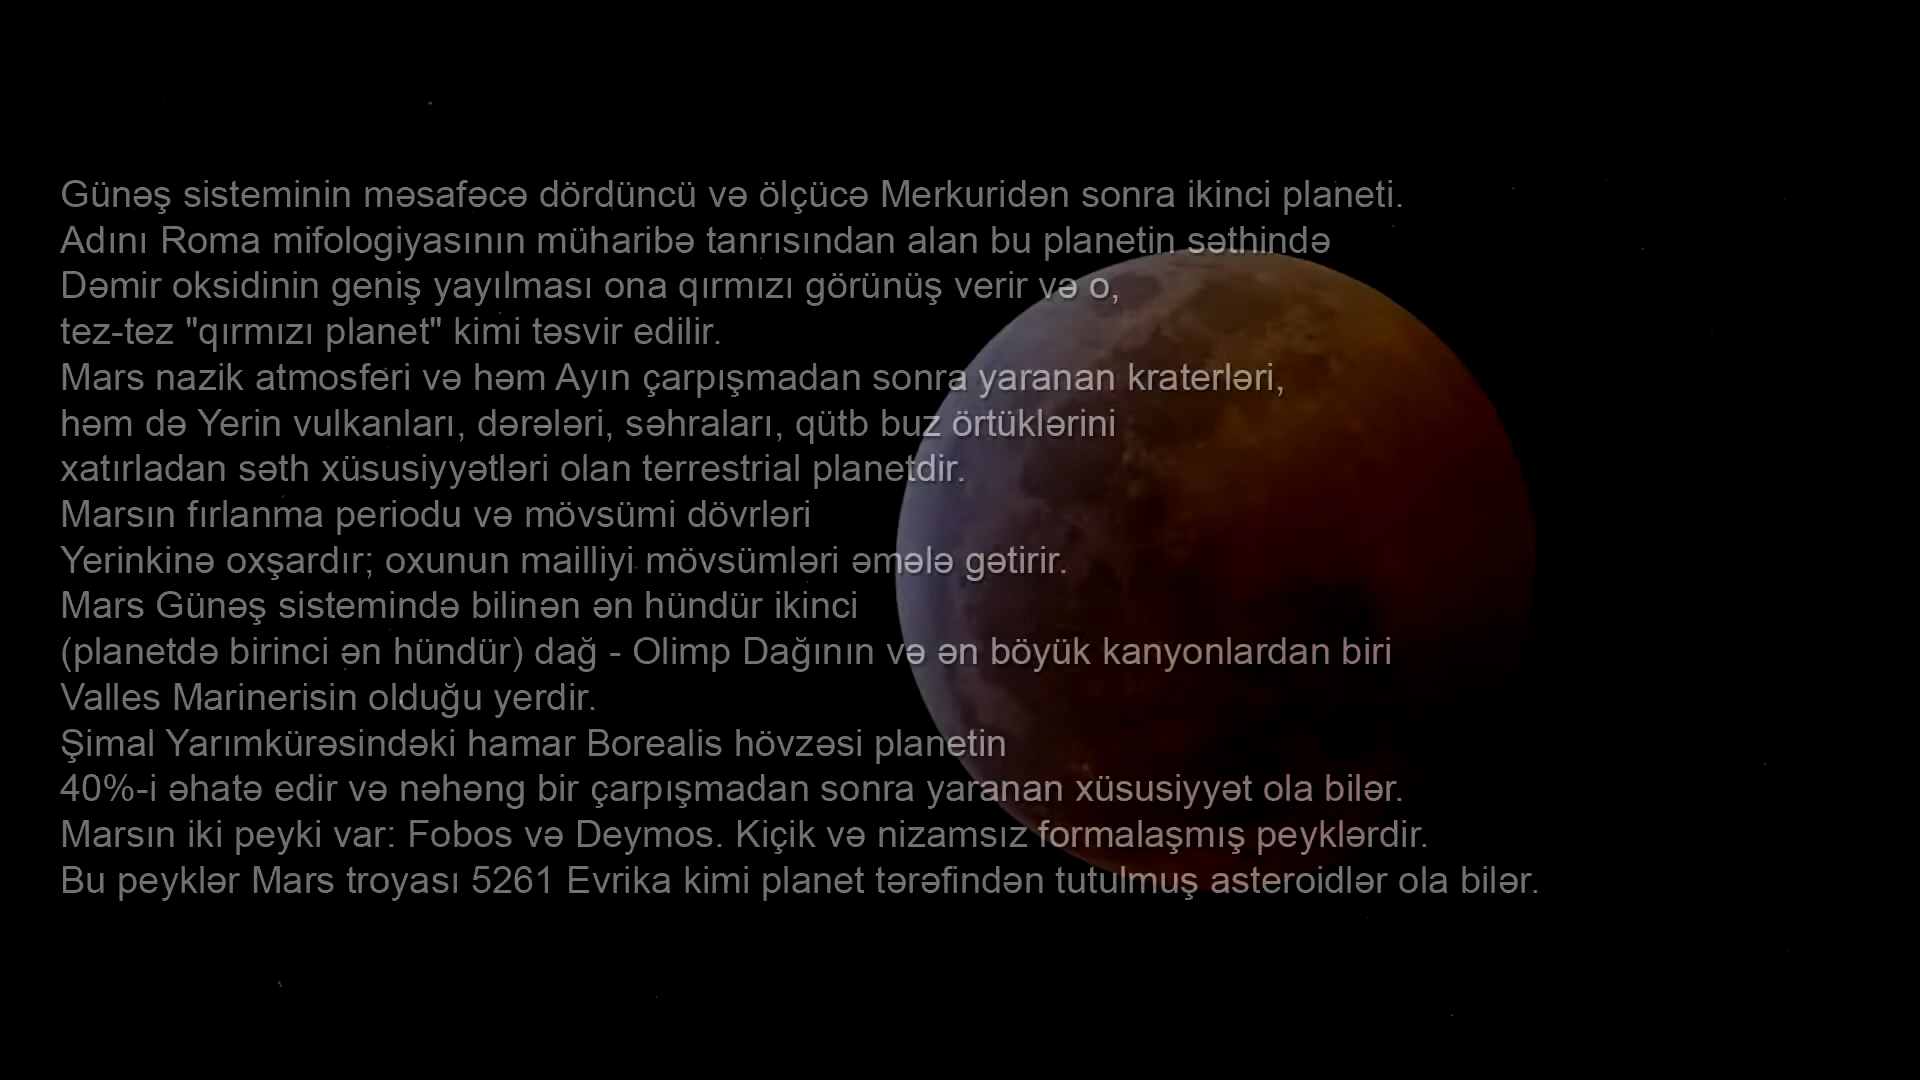 Günəş sisteminin məsafəcə dördüncü və ölçücə Merkuridən sonra ikinci planeti.
Adını Roma mifologiyasının müharibə tanrısından alan bu planetin səthində
Dəmir oksidinin geniş yayılması ona qırmızı görünüş verir və o,
tez-tez "qırmızı planet" kimi təsvir edilir.
Mars nazik atmosferi və həm Ayın çarpışmadan sonra yaranan kraterləri,
həm də Yerin vulkanları, dərələri, səhraları, qütb buz örtüklərini
xatırladan səth xüsusiyyətləri olan terrestrial planetdir.
Marsın fırlanma periodu və mövsümi dövrləri
Yerinkinə oxşardır; oxunun mailliyi mövsümləri əmələ gətirir.
Mars Günəş sistemində bilinən ən hündür ikinci
(planetdə birinci ən hündür) dağ - Olimp Dağının və ən böyük kanyonlardan biri
Valles Marinerisin olduğu yerdir.
Şimal Yarımkürəsindəki hamar Borealis hövzəsi planetin
40%-i əhatə edir və nəhəng bir çarpışmadan sonra yaranan xüsusiyyət ola bilər.
Marsın iki peyki var: Fobos və Deymos. Kiçik və nizamsız formalaşmış peyklərdir.
Bu peyklər Mars troyası 5261 Evrika kimi planet tərəfindən tutulmuş asteroidlər ola bilər.